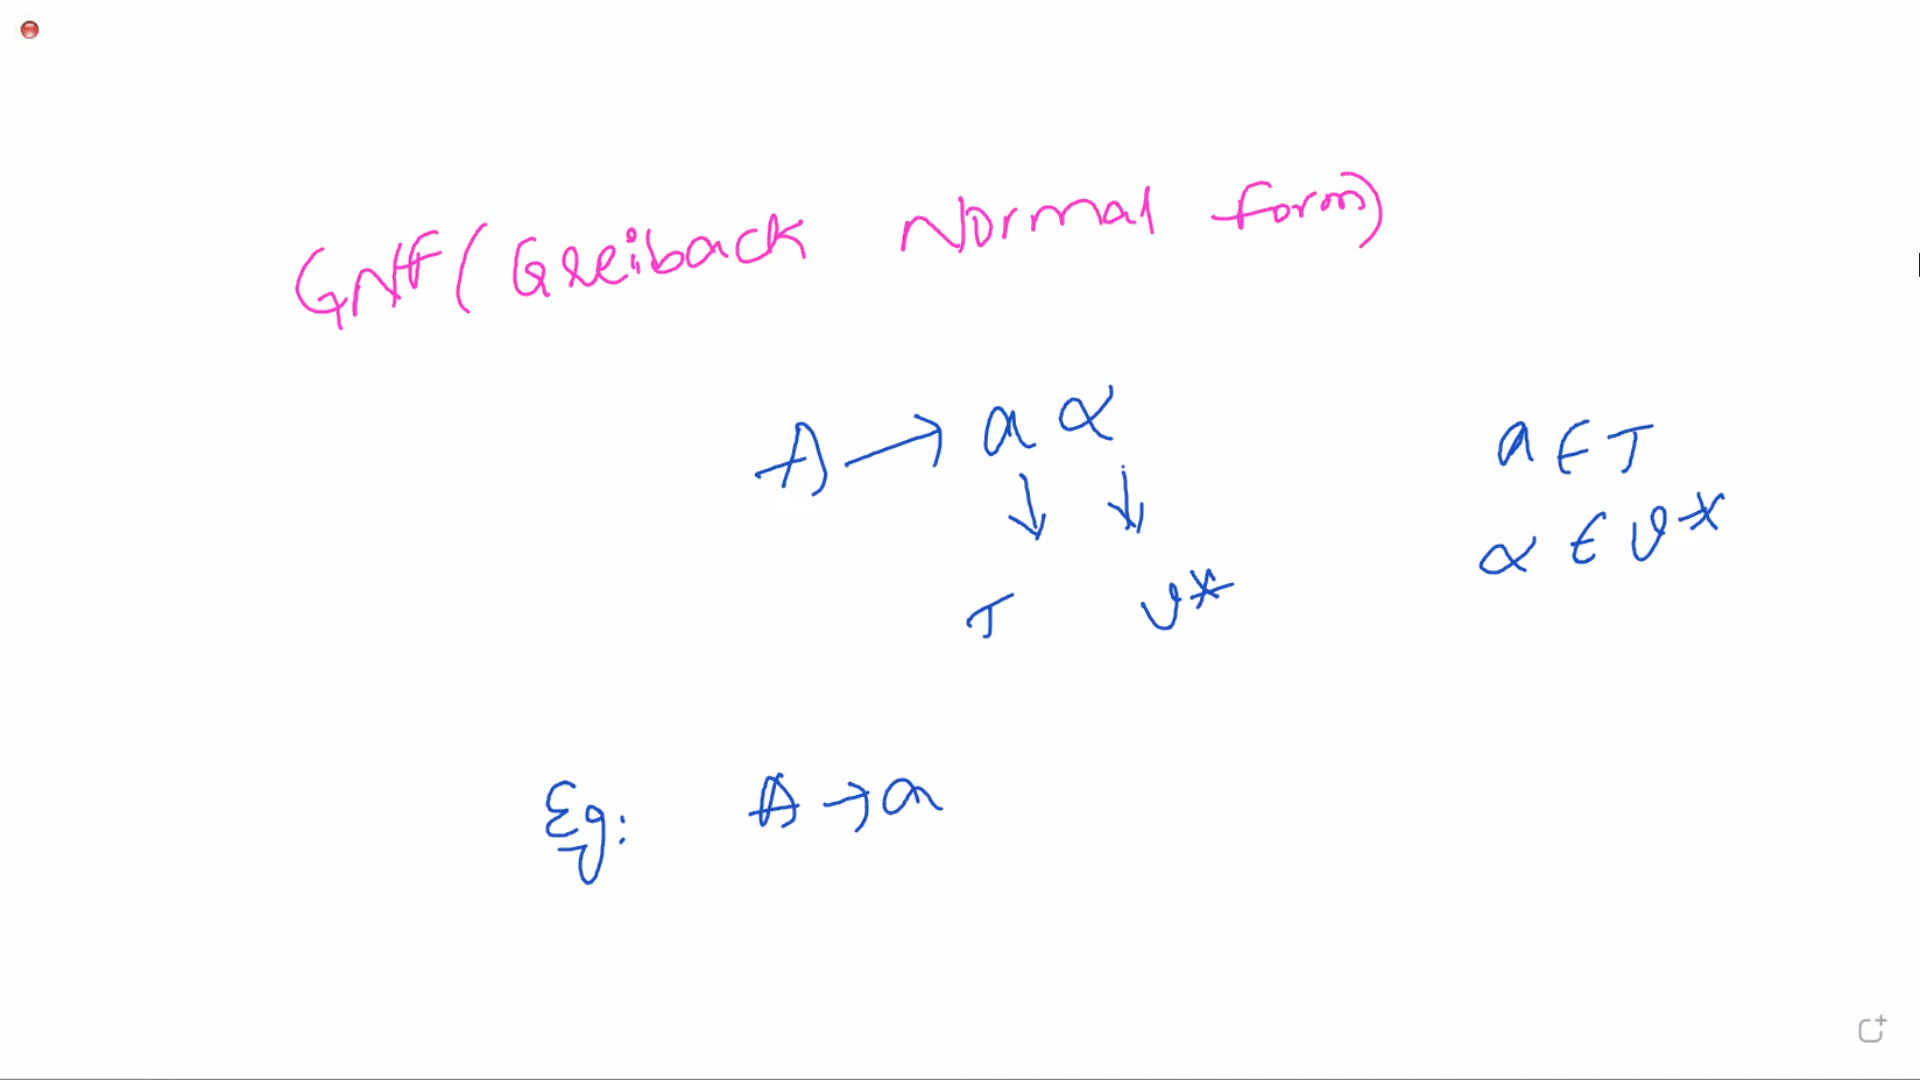 GNF (Greiback Normal form)
A → a α
a ∈ T
α ∈ V*
T V*
Eg: A → a